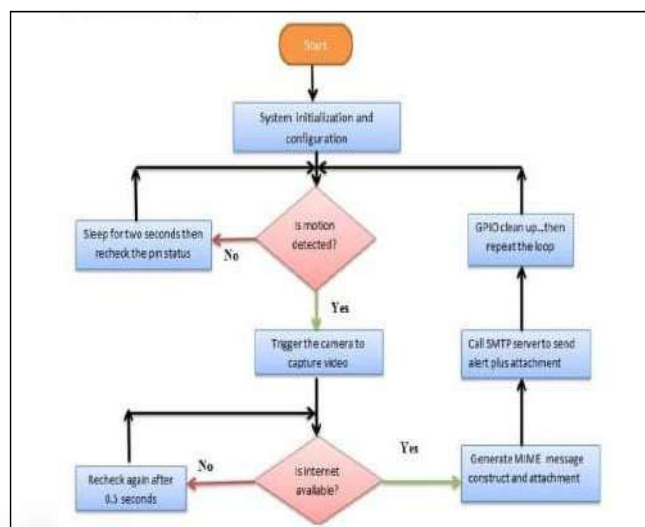 Start
System initialization and
configuration
Is motion
detected?
Sleep for two seconds then
recheck the pin status
No
GPIO clean up...then
repeat the loop
Yes
Trigger the camera to
capture video
Call SMTP server to send
alert plus attachment
Is internet
available?
No
Recheck again after
0.5 seconds
Yes
Generate MIME message
construct and attachment